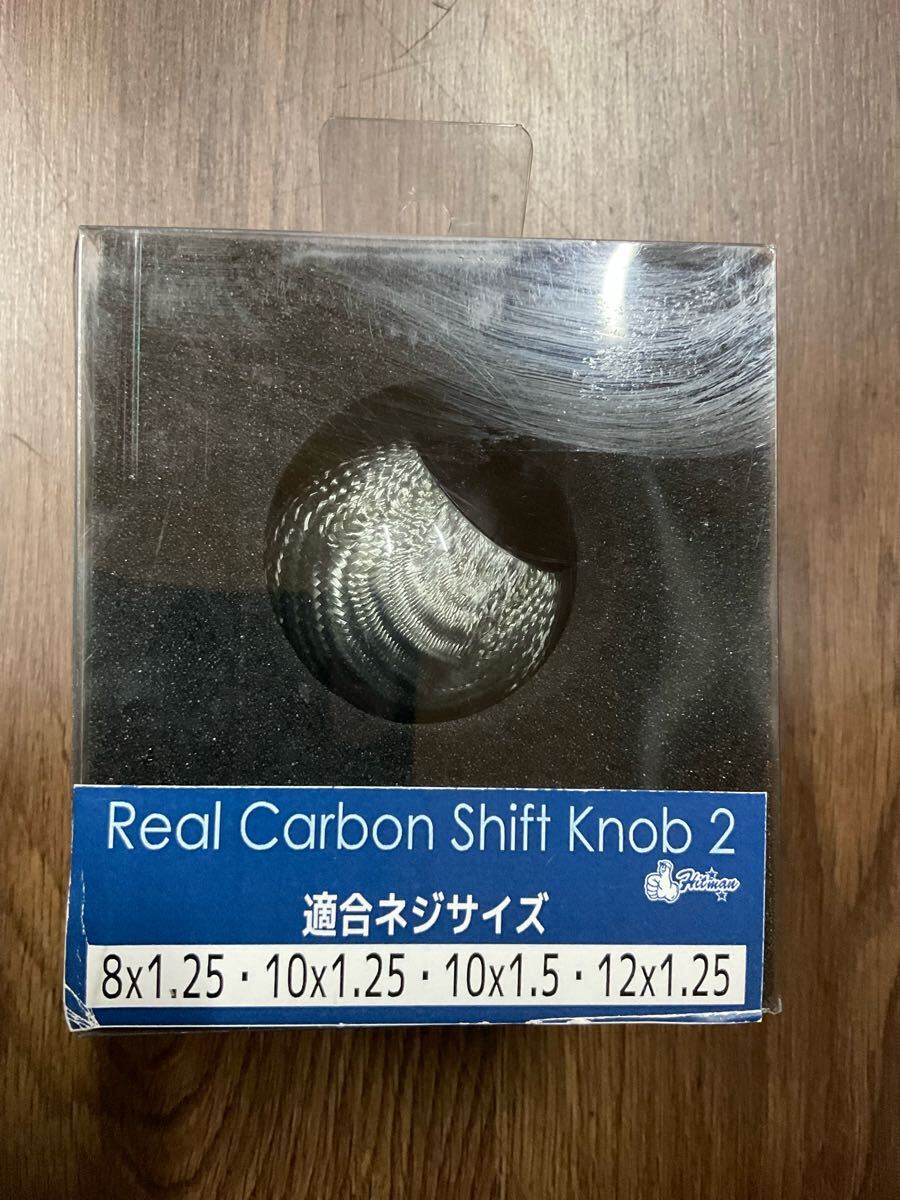 Real Carbon Shift Knob 2
Hitman
適合ネジサイズ
8x1.25・10x1.25・10x1.5・12x1.25